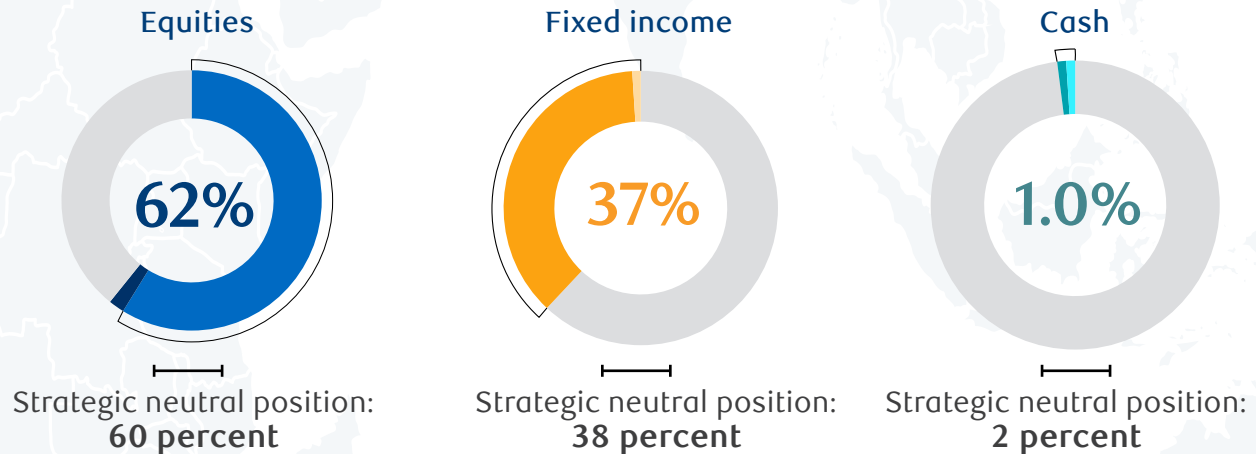 Equities
Fixed income
Cash
62%
37%
1.0%
Strategic neutral position:
60 percent
Strategic neutral position:
38 percent
Strategic neutral position:
2 percent